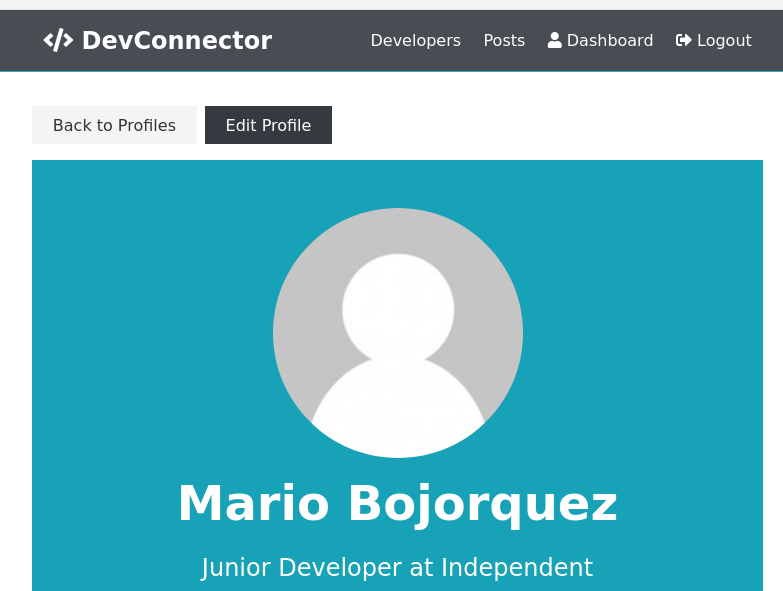 DevConnector Developers Posts Dashboard Logout
Back to Profiles Edit Profile
Mario Bojorquez
Junior Developer at Independent